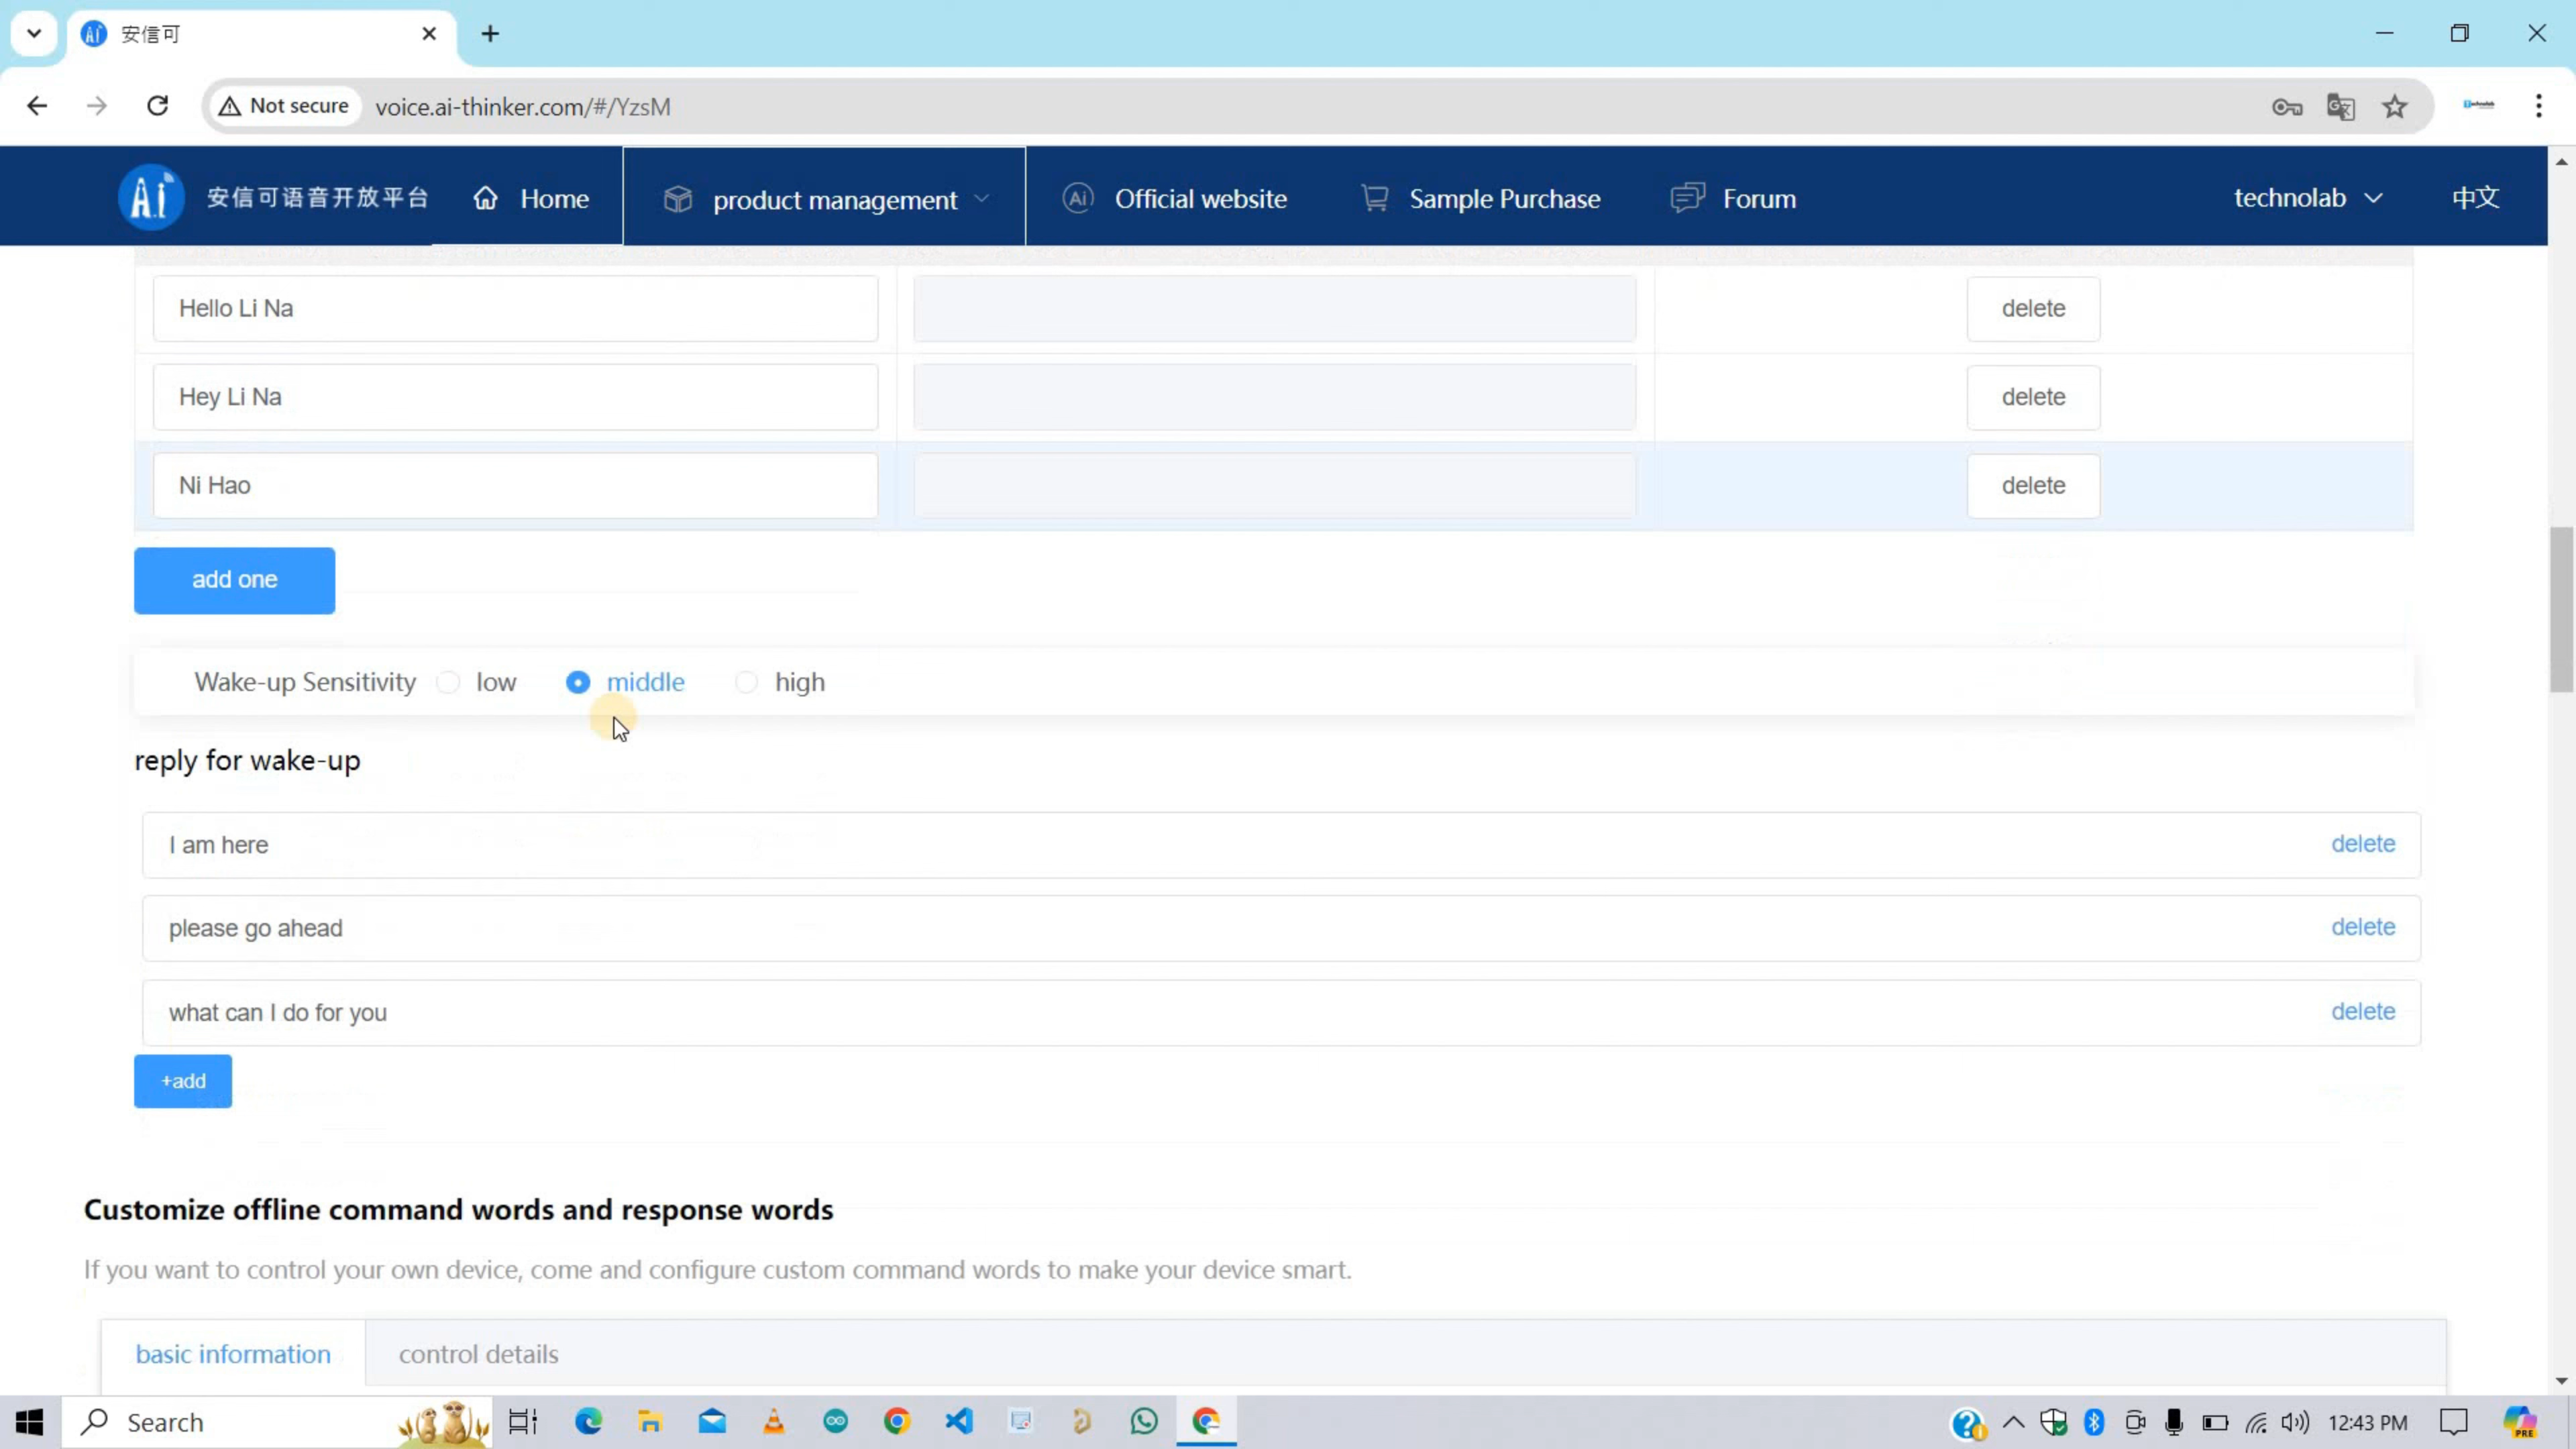 安信可
Not secure voice.ai-thinker.com/#/YzsM
Ai 安信可语音开放平台 Home product management Official website Sample Purchase Forum technolab 中文
Hello Li Na delete
Hey Li Na delete
Ni Hao delete
add one
Wake-up Sensitivity low middle high
reply for wake-up
I am here delete
please go ahead delete
what can I do for you delete
+add
Customize offline command words and response words
If you want to control your own device, come and configure custom command words to make your device smart.
basic information control details
Search 12:43 PM PRE